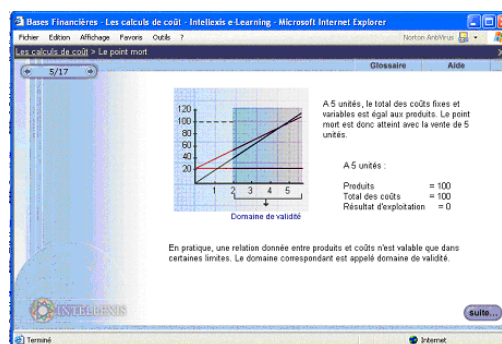 Bases Financières - Les calculs de coût - Intellexis e-Learning - Microsoft Internet Explorer
Fichier Edition Affichage Favoris Outils ?
Norton AntiVirus
Les calculs de coût > Le point mort
Glossaire Aide
5/17
120
100
80
60
40
20
1 2 3 4 5
Domaine de validité
A 5 unités, le total des coûts fixes et
variables est égal aux produits. Le point
mort est donc atteint avec la vente de 5
unités.
A 5 unités :
Produits = 100
Total des coûts = 100
Résultat d'exploitation = 0
En pratique, une relation donnée entre produits et coûts n'est valable que dans
certaines limites. Le domaine correspondant est appelé domaine de validité.
INTELLEXIS
suite...
Terminé
Internet